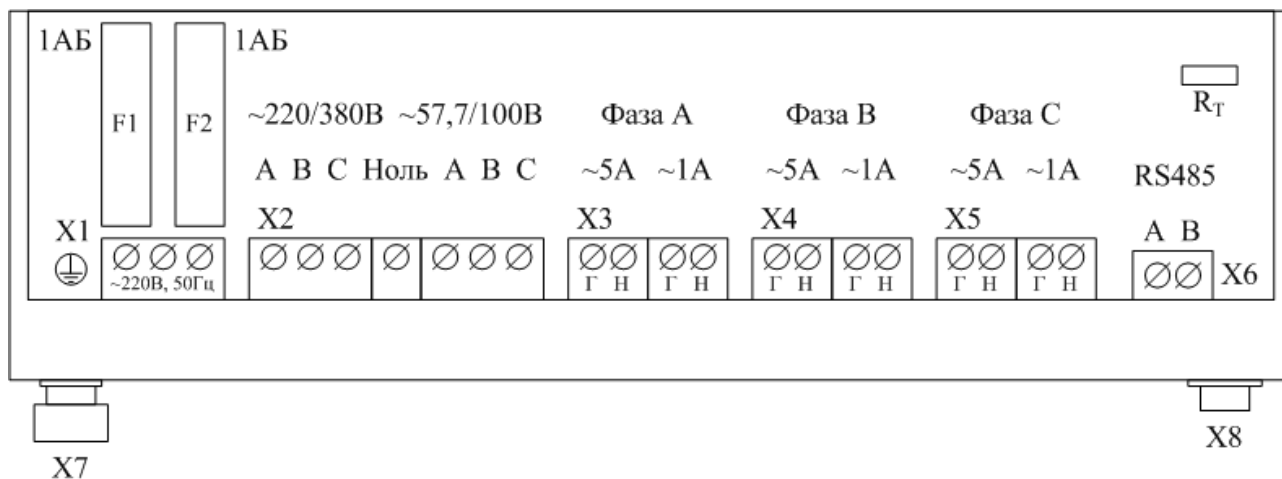 1АБ 1АБ
F1 F2
~220/380В ~57,7/100В Фаза А Фаза В Фаза С R_T
А В С Ноль А В С ~5А ~1А ~5А ~1А ~5А ~1А RS485
X1 X2 X3 X4 X5 А В
~220В, 50Гц Г Н Г Н Г Н Г Н Г Н Г Н X6
X7 X8